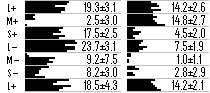 L+ 19.3±3.1 14.2±2.6
M+ 2.5±3.0 14.8±2.7
S+ 17.5±2.5 4.5±2.0
L- 23.7±3.1 7.5±1.9
M- 9.2±7.5 1.0±1.1
S- 8.2±3.0 2.8±2.9
L+ 18.5±4.3 14.2±2.1